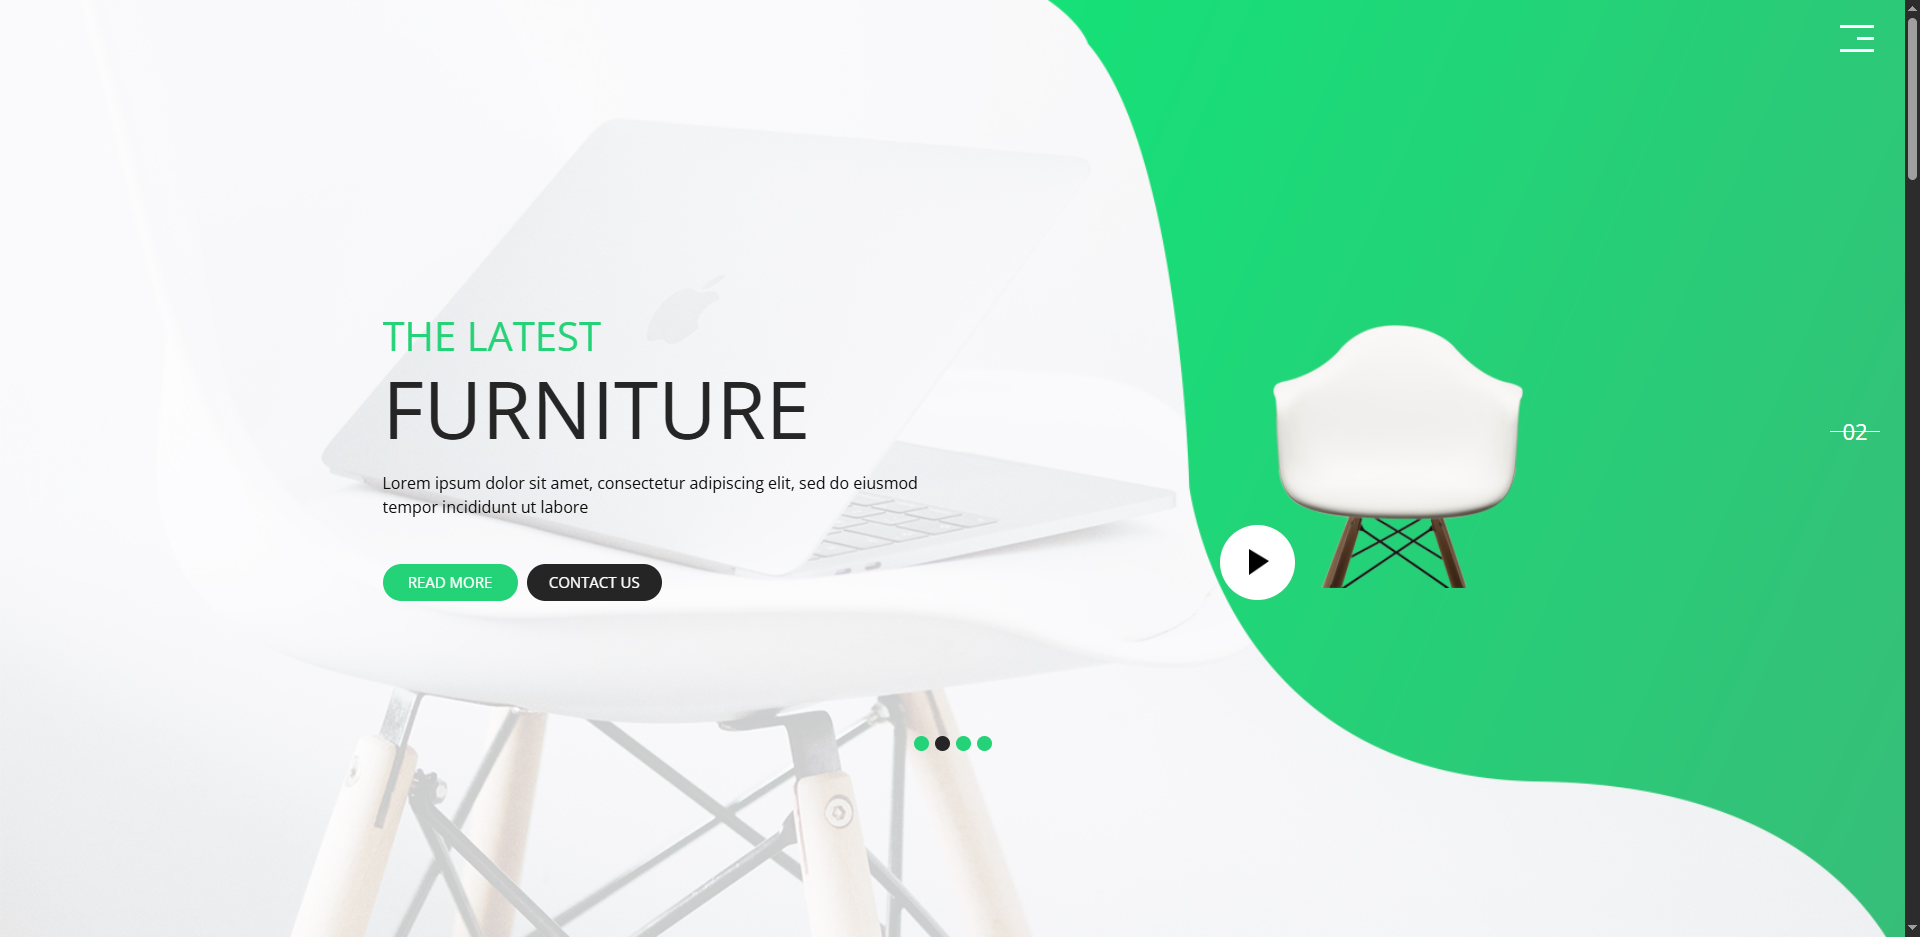 THE LATEST
FURNITURE
Lorem ipsum dolor sit amet, consectetur adipiscing elit, sed do eiusmod
tempor incididunt ut labore
READ MORE
CONTACT US
02